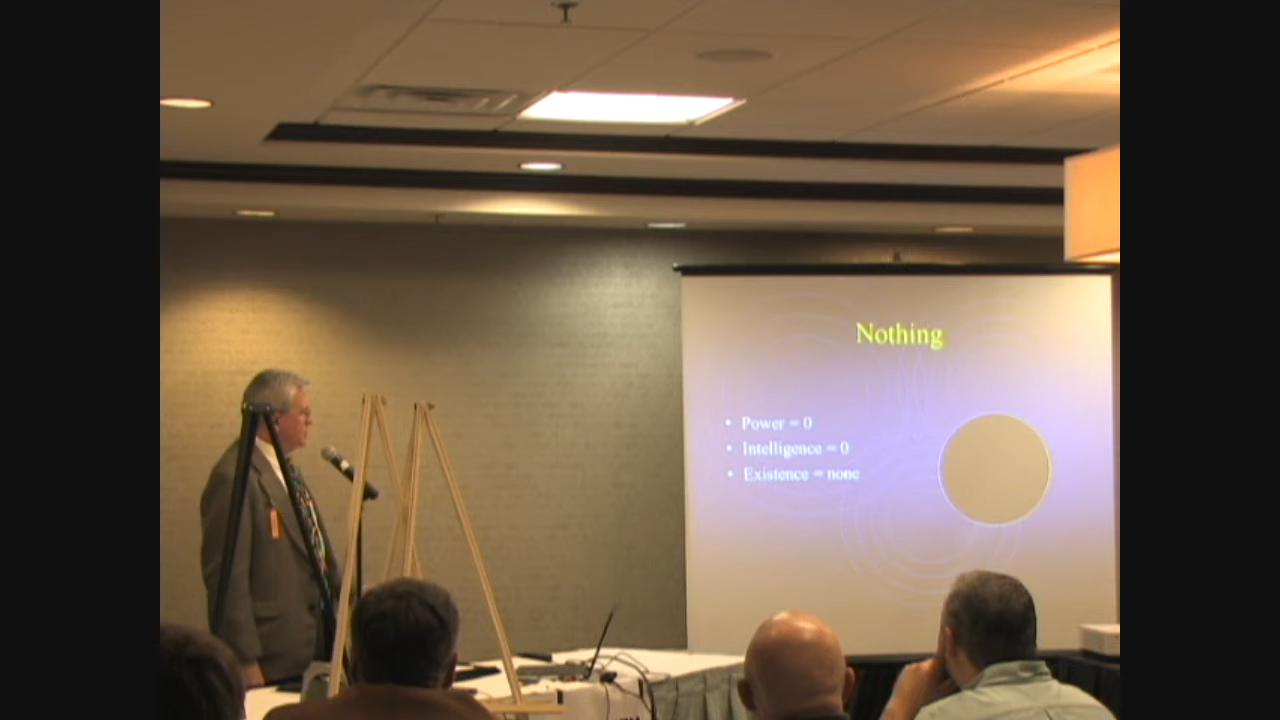 Nothing
• Power = 0
• Intelligence = 0
• Existence = none